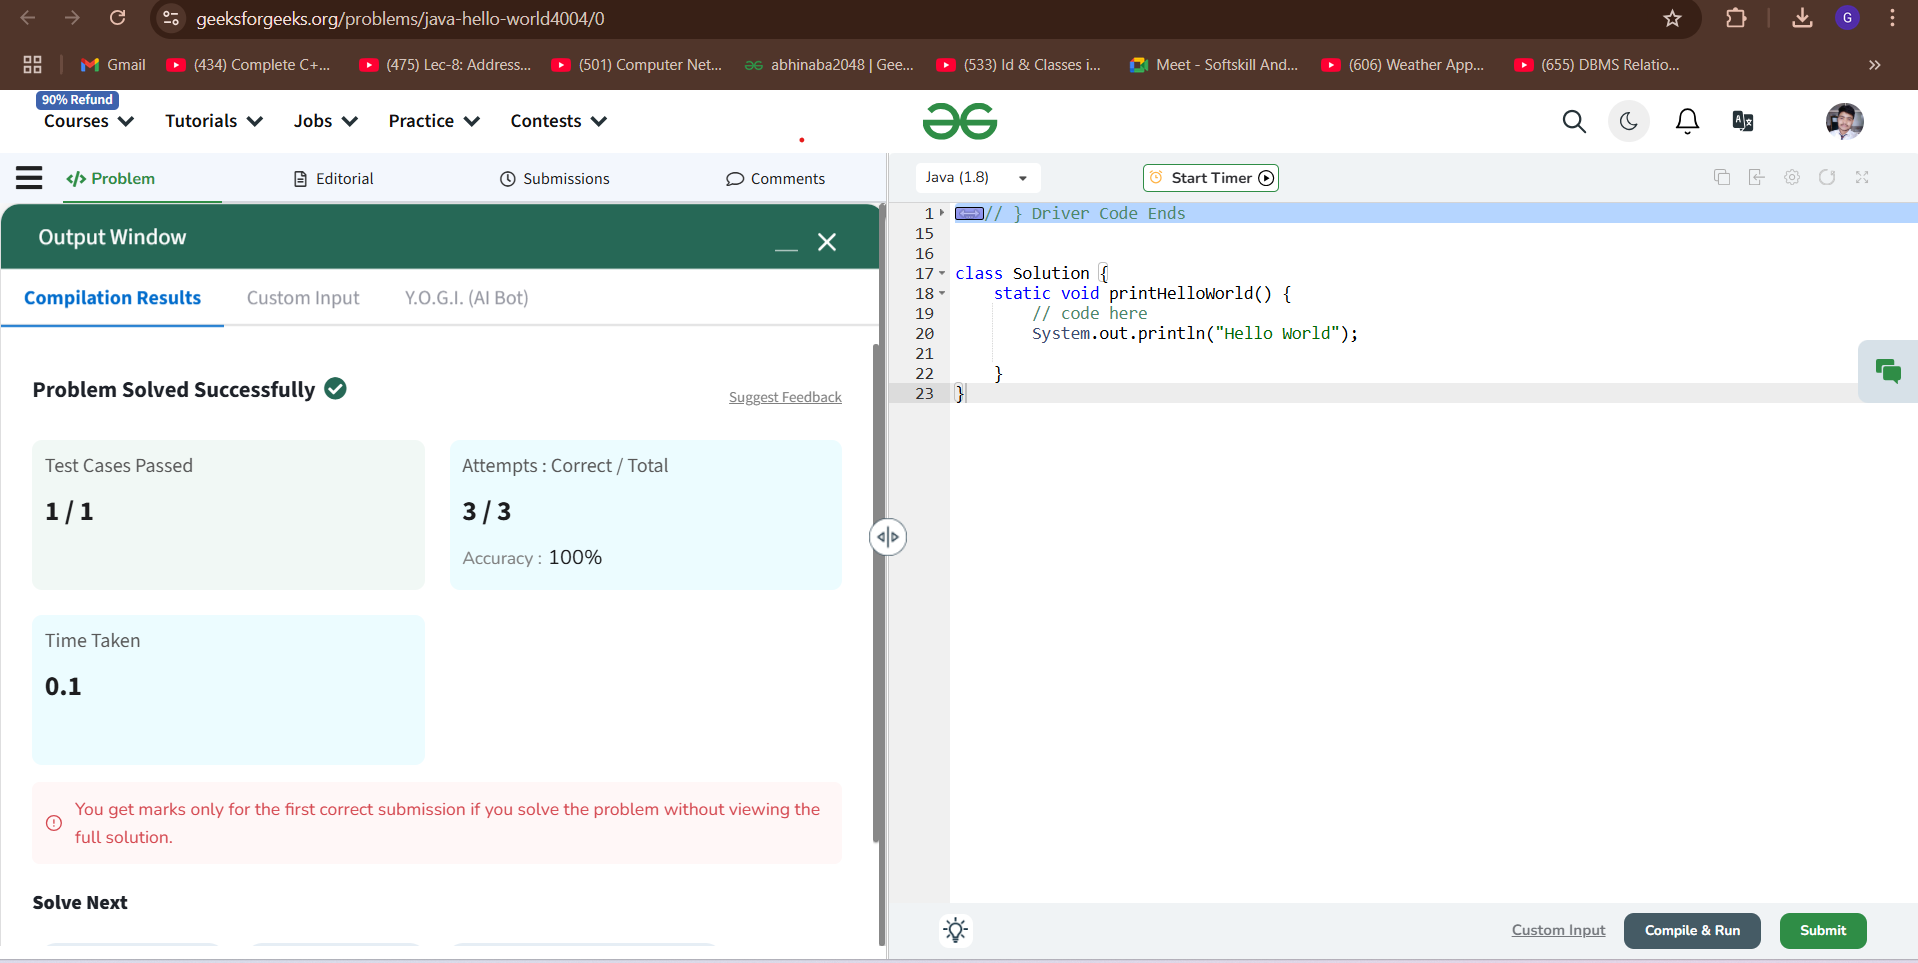 geeksforgeeks.org/problems/java-hello-world4004/0
G
Gmail
(434) Complete C+...
(475) Lec-8: Address...
(501) Computer Net...
abhinaba2048 | Gee...
(533) Id & Classes i...
Meet - Softskill And...
(606) Weather App...
(655) DBMS Relatio...
»
90% Refund
Courses
Tutorials
Jobs
Practice
Contests
Problem
Editorial
Submissions
Comments
Java (1.8)
Start Timer
Output Window
Compilation Results
Custom Input
Y.O.G.I. (AI Bot)
Problem Solved Successfully
Suggest Feedback
Test Cases Passed
1 / 1
Attempts : Correct / Total
3 / 3
Accuracy : 100%
Time Taken
0.1
You get marks only for the first correct submission if you solve the problem without viewing the
full solution.
Solve Next
1 // } Driver Code Ends
15
16
17 class Solution {
18 static void printHelloWorld() {
19 // code here
20 System.out.println("Hello World");
21
22 }
23 }
Custom Input
Compile & Run
Submit